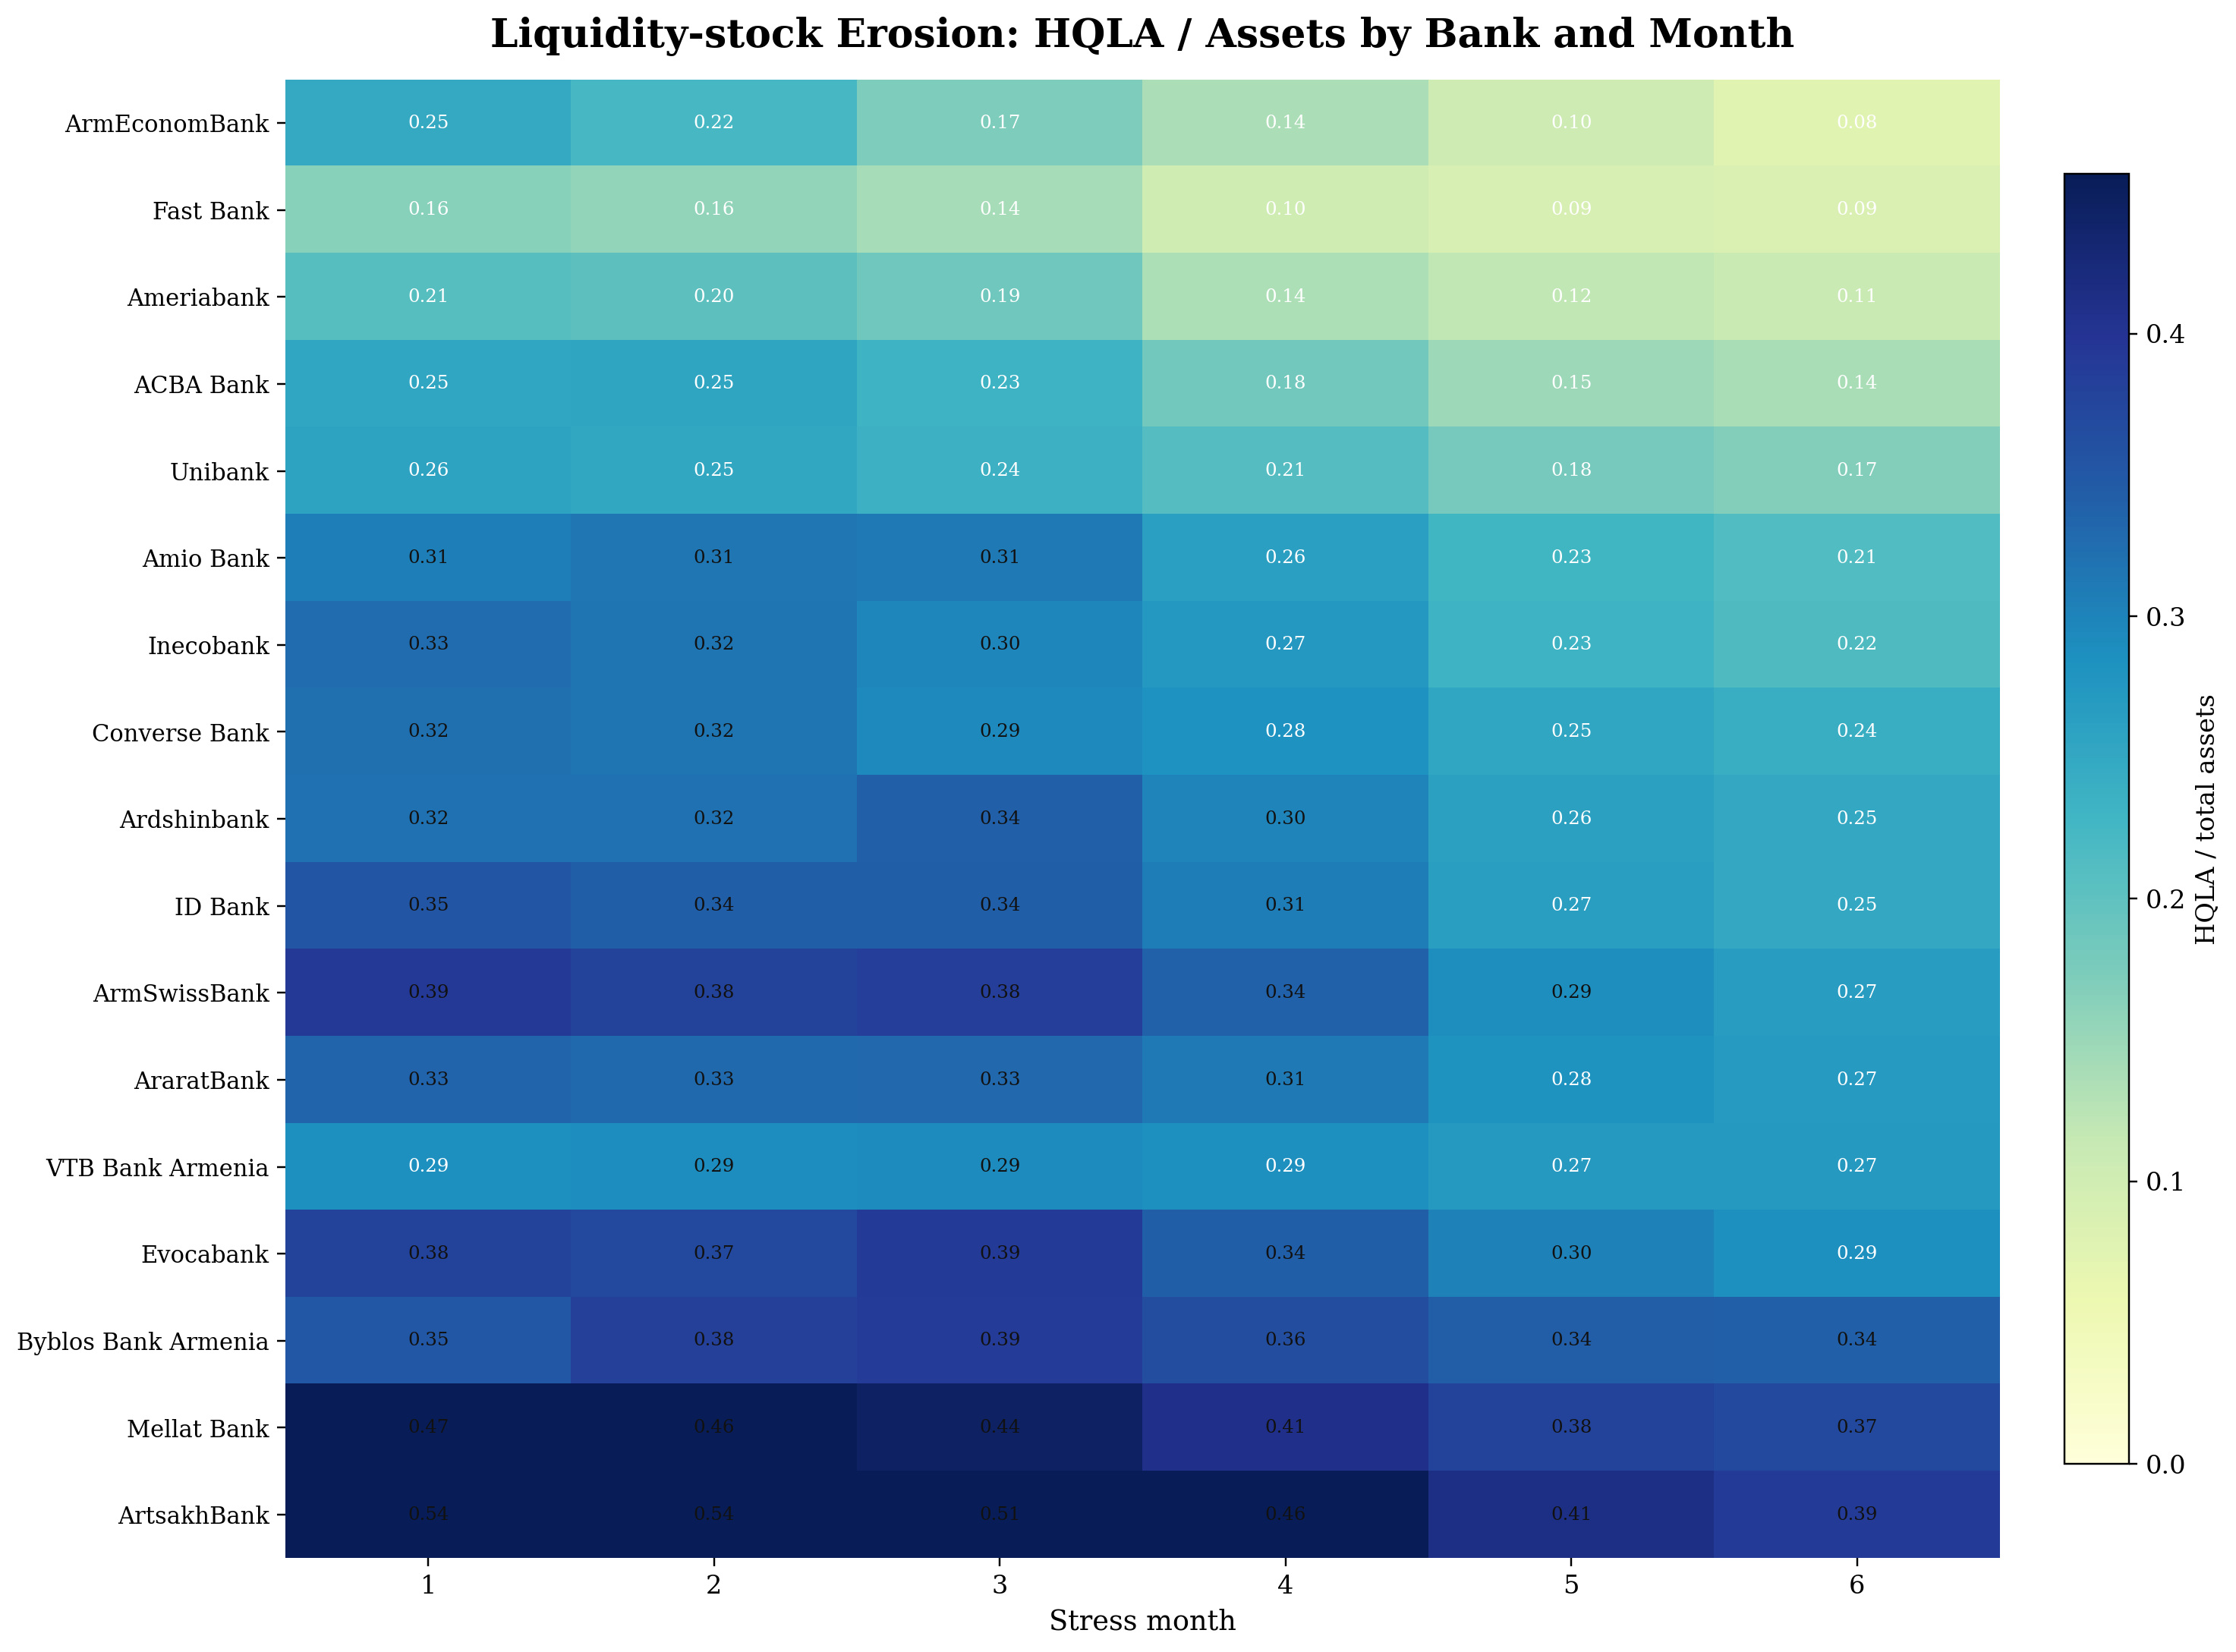 Liquidity-stock Erosion: HQLA / Assets by Bank and Month
ArmEconomBank 0.25 0.22 0.17 0.14 0.10 0.08
Fast Bank 0.16 0.16 0.14 0.10 0.09 0.09
Ameriabank 0.21 0.20 0.19 0.14 0.12 0.11
ACBA Bank 0.25 0.25 0.23 0.18 0.15 0.14
Unibank 0.26 0.25 0.24 0.21 0.18 0.17
Amio Bank 0.31 0.31 0.31 0.26 0.23 0.21
Inecobank 0.33 0.32 0.30 0.27 0.23 0.22
Converse Bank 0.32 0.32 0.29 0.28 0.25 0.24
Ardshinbank 0.32 0.32 0.34 0.30 0.26 0.25
ID Bank 0.35 0.34 0.34 0.31 0.27 0.25
ArmSwissBank 0.39 0.38 0.38 0.34 0.29 0.27
AraratBank 0.33 0.33 0.33 0.31 0.28 0.27
VTB Bank Armenia 0.29 0.29 0.29 0.29 0.27 0.27
Evocabank 0.38 0.37 0.39 0.34 0.30 0.29
Byblos Bank Armenia 0.35 0.38 0.39 0.36 0.34 0.34
Mellat Bank 0.47 0.46 0.44 0.41 0.38 0.37
ArtsakhBank 0.54 0.54 0.51 0.46 0.41 0.39
1 2 3 4 5 6
Stress month
0.4
0.3
0.2
0.1
0.0
HQLA / total assets